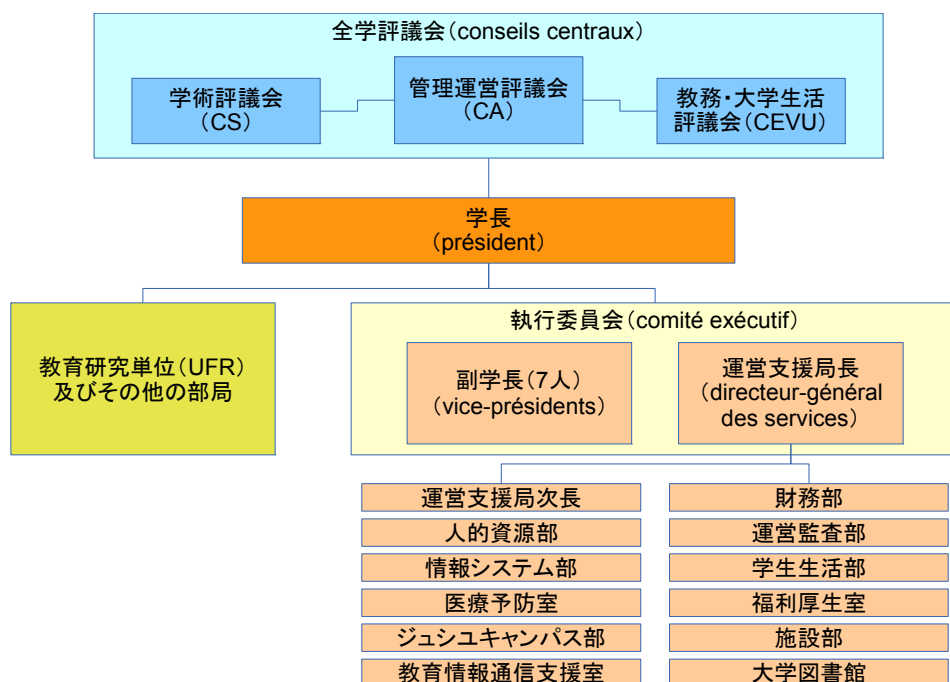 全学評議会(conseils centraux)
学術評議会
(CS)
管理運営評議会
(CA)
教務・大学生活
評議会(CEVU)
学長
(président)
教育研究単位(UFR)
及びその他の部局
執行委員会(comité exécutif)
副学長(7人)
(vice-présidents)
運営支援局長
(directeur-général
des services)
運営支援局次長
財務部
人的資源部
運営監査部
情報システム部
学生生活部
医療予防室
福利厚生室
ジュシユキャンパス部
施設部
教育情報通信支援室
大学図書館